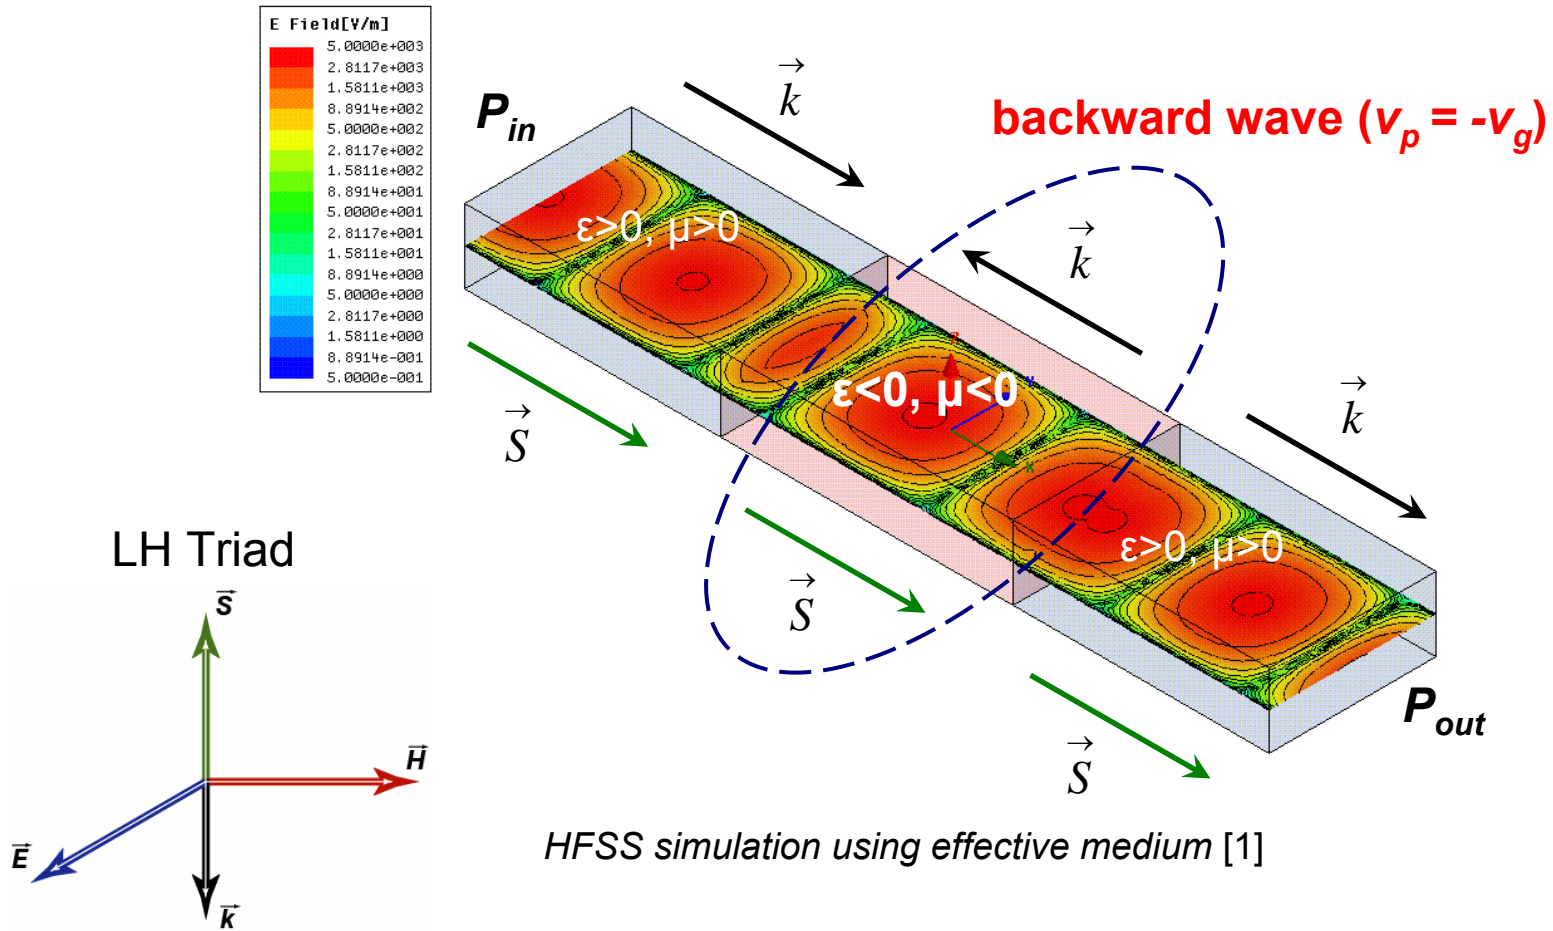 E Field[V/m]
5.0000e+003
2.8117e+003
1.5811e+003
8.8914e+002
5.0000e+002
2.8117e+002
1.5811e+002
8.8914e+001
5.0000e+001
2.8117e+001
1.5811e+001
8.8914e+000
5.0000e+000
2.8117e+000
1.5811e+000
8.8914e-001
5.0000e-001
P_in
k⃗
backward wave (v_p = -v_g)
ε>0, μ>0
k⃗
Z
Y
ε<0, μ<0
X
k⃗
S⃗
ε>0, μ>0
S⃗
P_out
S⃗
LH Triad
S⃗
H⃗
E⃗
k⃗
HFSS simulation using effective medium [1]